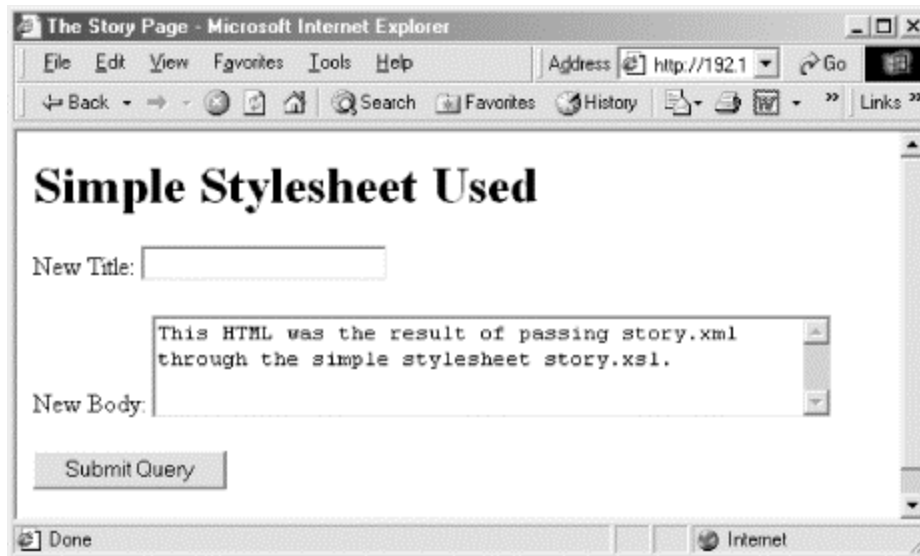 The Story Page - Microsoft Internet Explorer
File Edit View Favorites Tools Help Address http://192.1 Go
Back Search Favorites History Links
Simple Stylesheet Used
New Title:
This HTML was the result of passing story.xml
through the simple stylesheet story.xsl.
New Body:
Submit Query
Done Internet